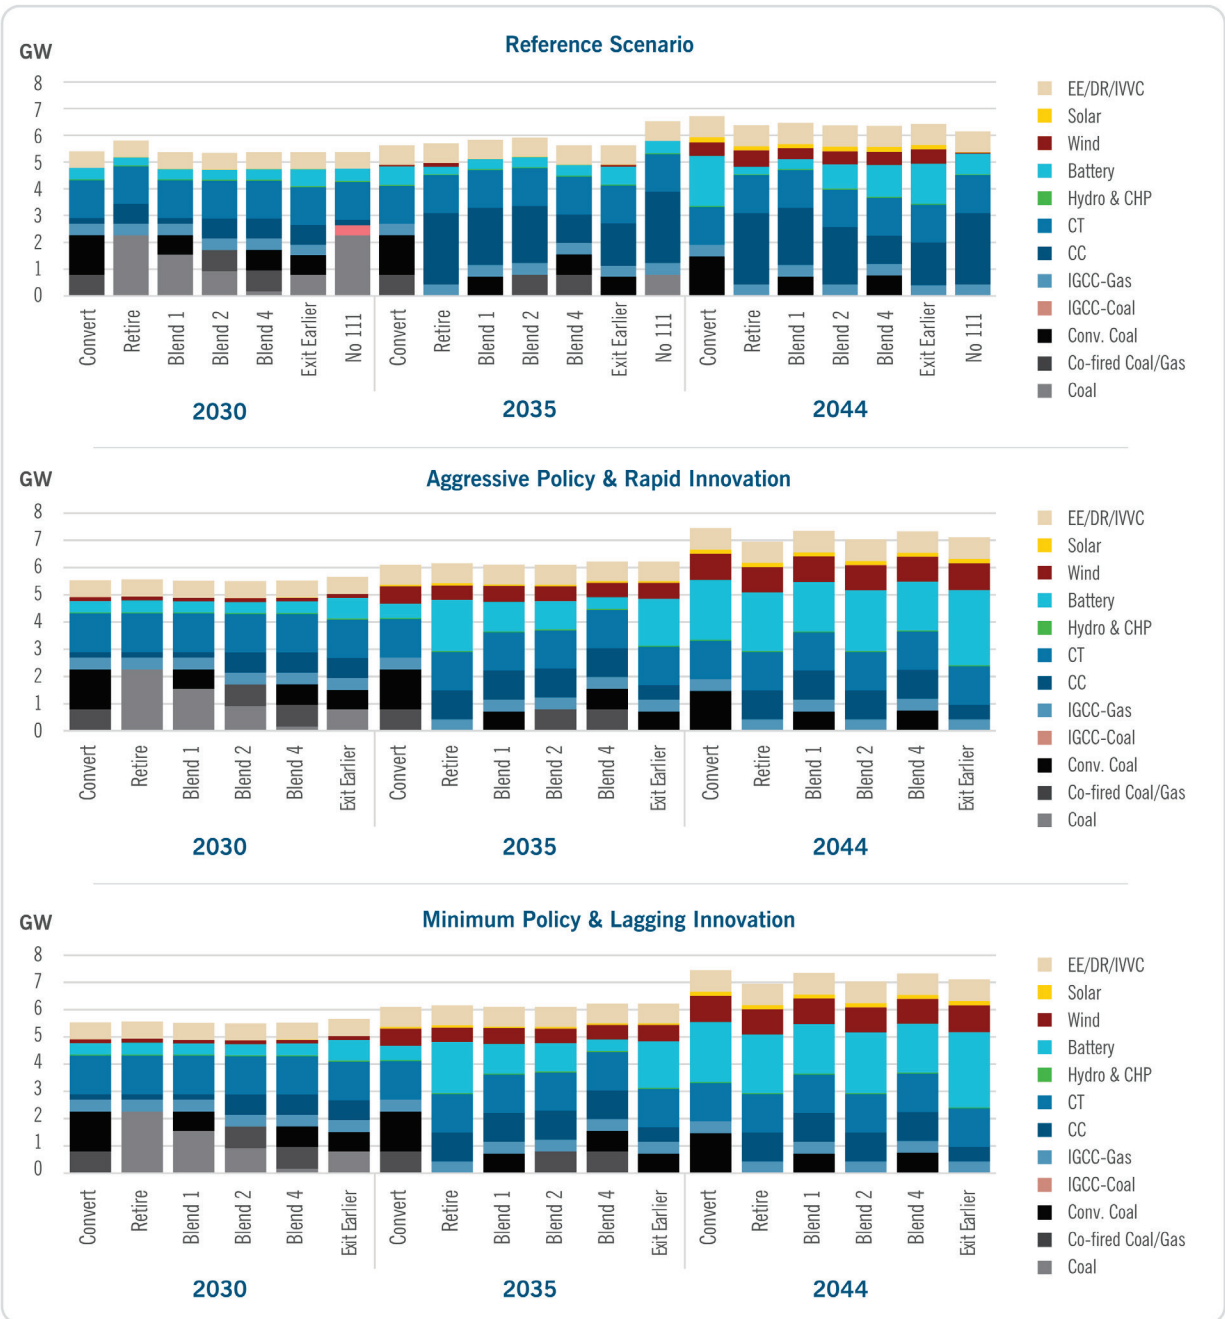 Reference Scenario
GW
8
7
6
5
4
3
2
1
0
Convert
Retire
Blend 1
Blend 2
Blend 4
Exit Earlier
No 111
Convert
Retire
Blend 1
Blend 2
Blend 4
Exit Earlier
No 111
Convert
Retire
Blend 1
Blend 2
Blend 4
Exit Earlier
No 111
2030
2035
2044
EE/DR/IVVC
Solar
Wind
Battery
Hydro & CHP
CT
CC
IGCC-Gas
IGCC-Coal
Conv. Coal
Co-fired Coal/Gas
Coal
Aggressive Policy & Rapid Innovation
GW
8
7
6
5
4
3
2
1
0
Convert
Retire
Blend 1
Blend 2
Blend 4
Exit Earlier
Convert
Retire
Blend 1
Blend 2
Blend 4
Exit Earlier
Convert
Retire
Blend 1
Blend 2
Blend 4
Exit Earlier
2030
2035
2044
EE/DR/IVVC
Solar
Wind
Battery
Hydro & CHP
CT
CC
IGCC-Gas
IGCC-Coal
Conv. Coal
Co-fired Coal/Gas
Coal
Minimum Policy & Lagging Innovation
GW
8
7
6
5
4
3
2
1
0
Convert
Retire
Blend 1
Blend 2
Blend 4
Exit Earlier
Convert
Retire
Blend 1
Blend 2
Blend 4
Exit Earlier
Convert
Retire
Blend 1
Blend 2
Blend 4
Exit Earlier
2030
2035
2044
EE/DR/IVVC
Solar
Wind
Battery
Hydro & CHP
CT
CC
IGCC-Gas
IGCC-Coal
Conv. Coal
Co-fired Coal/Gas
Coal